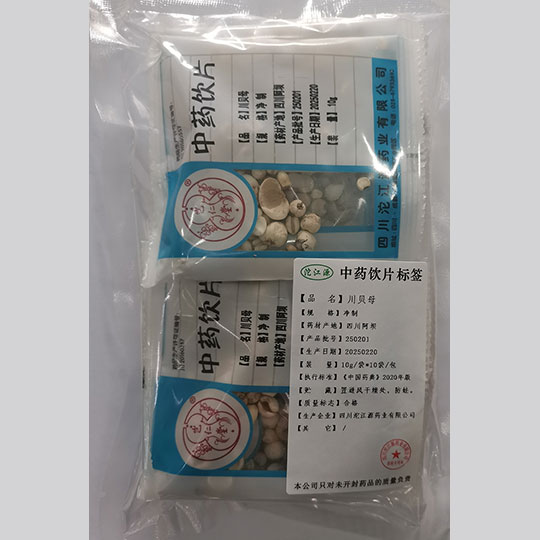 中药饮片
【品 名】川贝母
【规 格】净制
【药材产地】四川阿坝
【产品批号】250201
【生产日期】20250220
【装 量】10g
四川沱江源药业有限公司
中药饮片
【品 名】川贝母
【规 格】净制
【药材产地】四川阿坝
沱江源
中药饮片标签
【品 名】川贝母
【规 格】净制
【药材产地】四川阿坝
【产品批号】250201
【生产日期】20250220
【装 量】10g/袋*10袋/包
【执行标准】《中国药典》2020年版
【贮 藏】置通风干燥处、防蛀。
【质量标志】合格
【生产企业】四川沱江源药业有限公司
【其 它】/
本公司只对未开封药品的质量负责